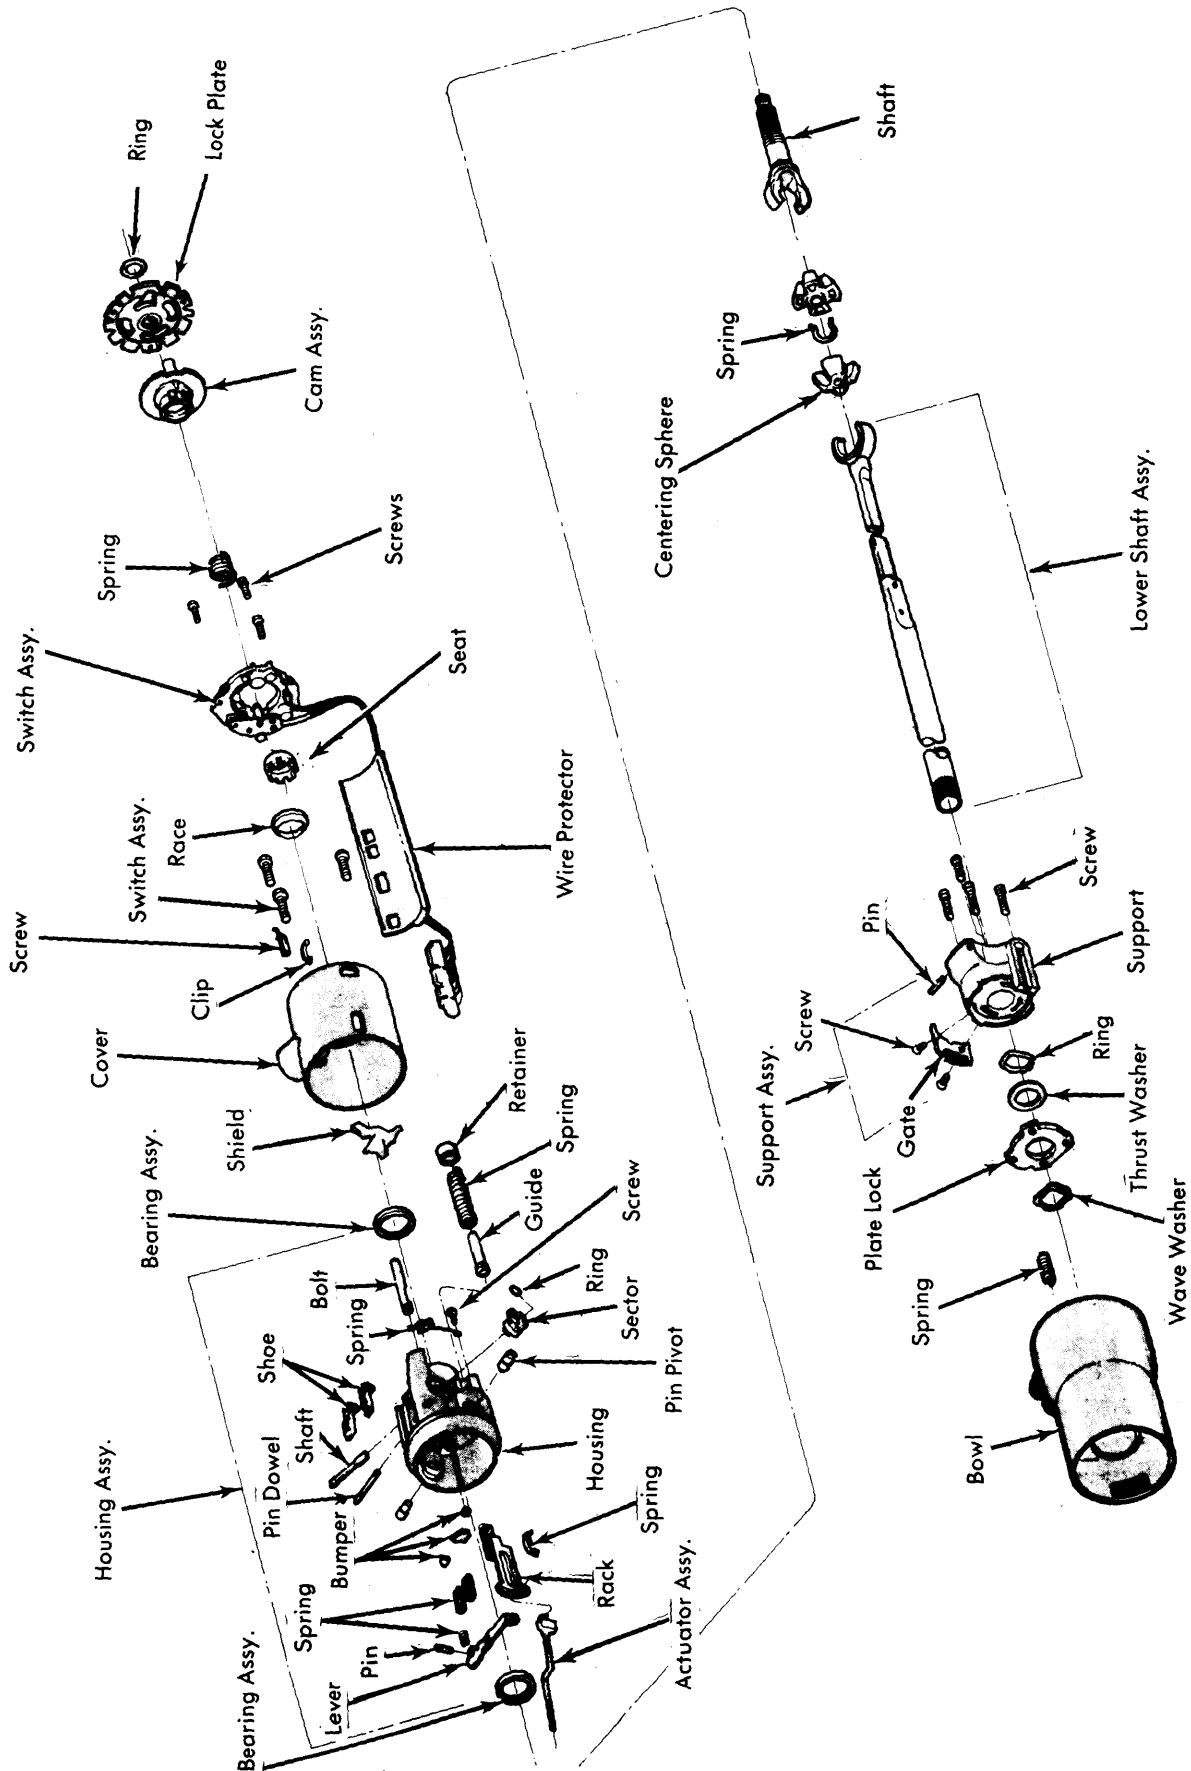 Ring
Lock Plate
Cam Assy.
Spring
Screws
Switch Assy.
Seat
Race
Switch Assy.
Wire Protector
Screw
Clip
Cover
Shield
Retainer
Spring
Guide
Screw
Bearing Assy.
Bolt
Spring
Ring
Sector
Pin Pivot
Shoe
Shaft
Pin Dowel
Housing Assy.
Housing
Bumper
Spring
Rack
Spring
Pin
Lever
Bearing Assy.
Actuator Assy.
Shaft
Spring
Centering Sphere
Lower Shaft Assy.
Screw
Pin
Support
Screw
Support Assy.
Gate
Ring
Thrust Washer
Plate Lock
Wave Washer
Spring
Bowl